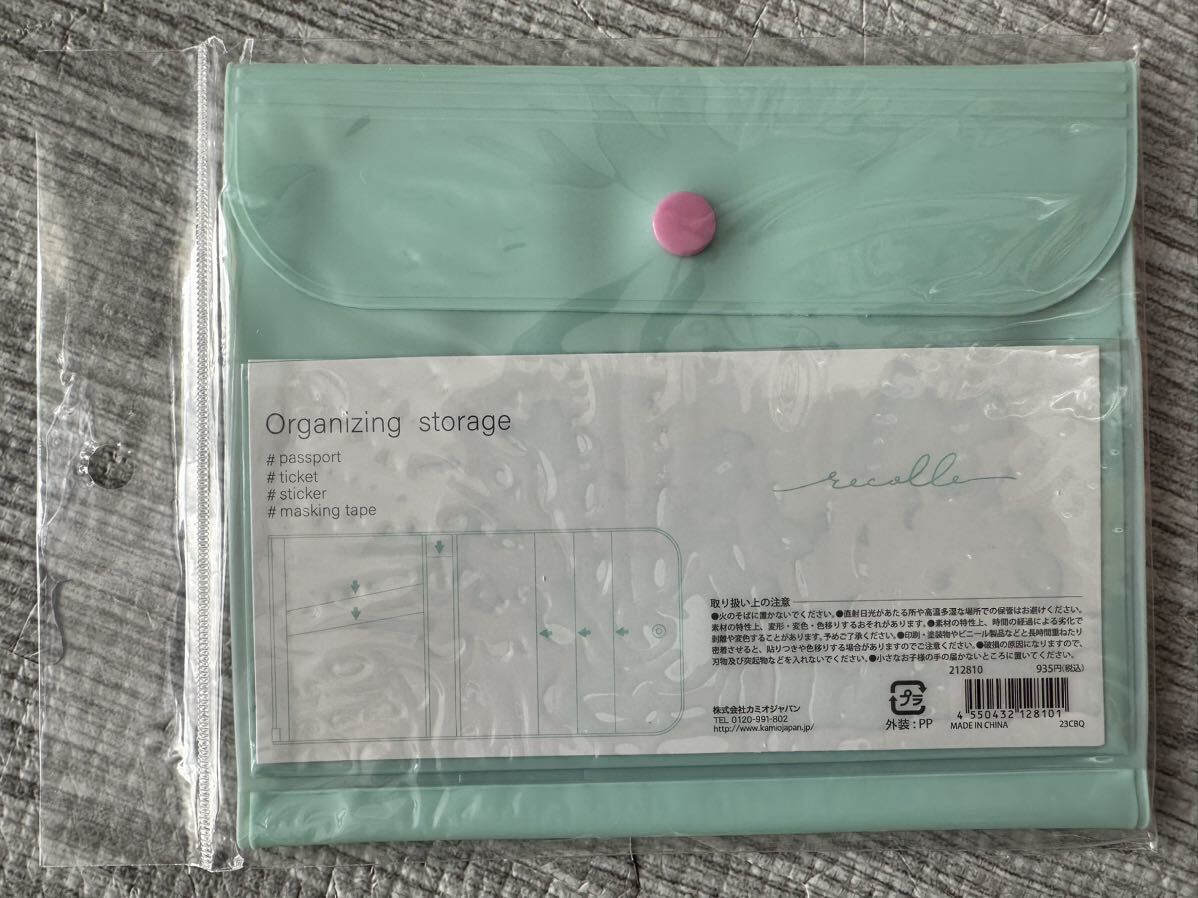 Organizing storage
# passport
# ticket
# sticker
# masking tape
recolle
取り扱い上の注意
●火のそばに置かないでください。●直射日光があたる所や高温多湿な場所での保管はお避けください。
素材の特性上、変形・変色・色移りするおそれがあります。●素材の特性上、時間の経過による劣化で
剥離や変色することがあります。予めご了承ください。●印刷・塗装物やビニール製品などと長時間重ねたり
密着させると、貼りつきや色移りする場合がありますのでご注意ください。●破損の原因になりますので、
刃物及び突起物などを入れないでください。●小さなお子様の手の届かないところに置いてください。
212810 935円(税込)
株式会社カミオジャパン
TEL 0120-991-802
http://www.kamiojapan.jp/
プラ
外装:PP
4 550432 128101
MADE IN CHINA 23CBQ